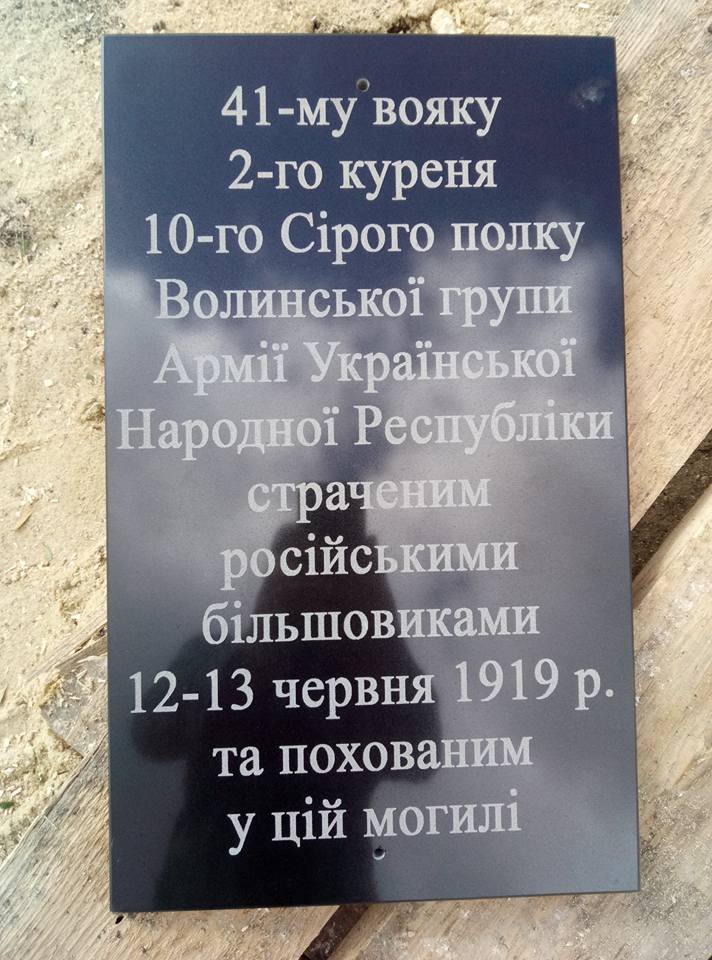 41-му вояку
2-го куреня
10-го Сірого полку
Волинської групи
Армії Української
Народної Республіки
страченим
російськими
більшовиками
12-13 червня 1919 р.
та похованим
у цій могилі